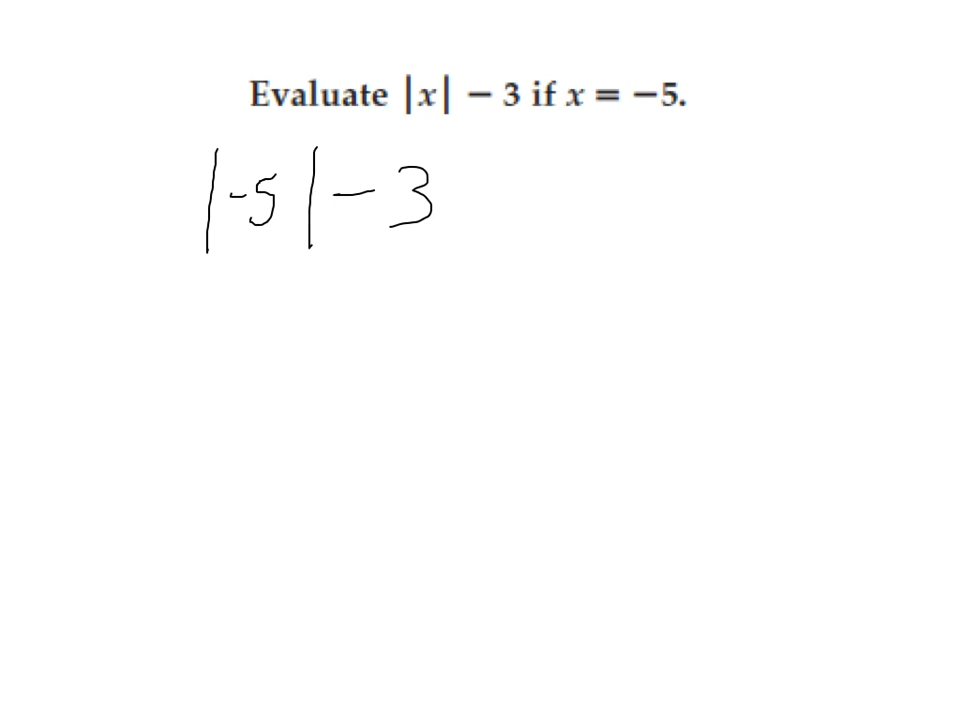 Evaluate |x| − 3 if x = −5.
|-5| − 3